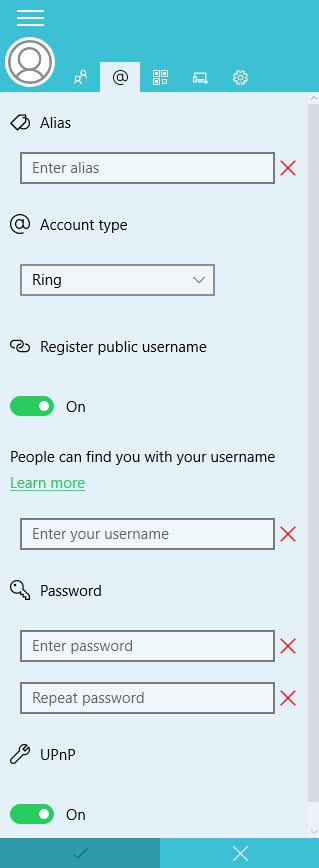 Alias
Enter alias
Account type
Ring
Register public username
On
People can find you with your username
Learn more
Enter your username
Password
Enter password
Repeat password
UPnP
On